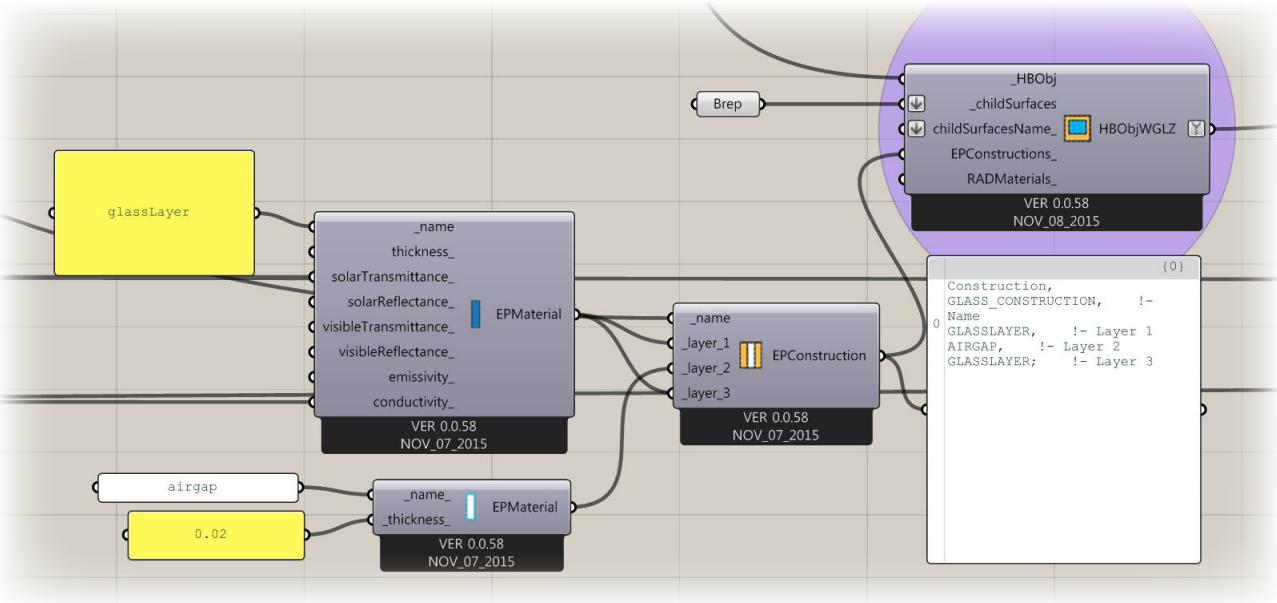 _HBObj
Brep
_childSurfaces
childSurfacesName_
HBObjWGLZ
EPConstructions_
RADMaterials_
VER 0.0.58
NOV_08_2015
glassLayer
_name
thickness_
solarTransmittance_
solarReflectance_
EPMaterial
visibleTransmittance_
visibleReflectance_
emissivity_
conductivity_
VER 0.0.58
NOV_07_2015
_name
_layer_1
EPConstruction
_layer_2
_layer_3
VER 0.0.58
NOV_07_2015
{0}
0
Construction,
GLASS_CONSTRUCTION, !-
Name
GLASSLAYER, !- Layer 1
AIRGAP, !- Layer 2
GLASSLAYER; !- Layer 3
airgap
0.02
_name_
EPMaterial
_thickness_
VER 0.0.58
NOV_07_2015